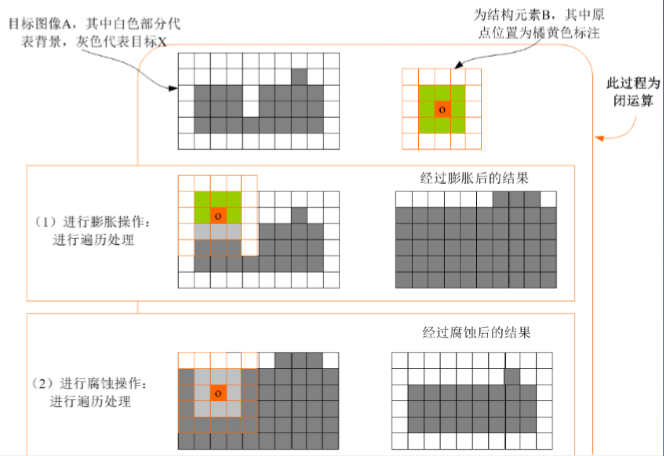 目标图像A，其中白色部分代
表背景，灰色代表目标X
为结构元素B，其中原
点位置为橘黄色标注
此过程为
闭运算
O
（1）进行膨胀操作：
进行遍历处理
O
经过膨胀后的结果
（2）进行腐蚀操作：
进行遍历处理
O
经过腐蚀后的结果